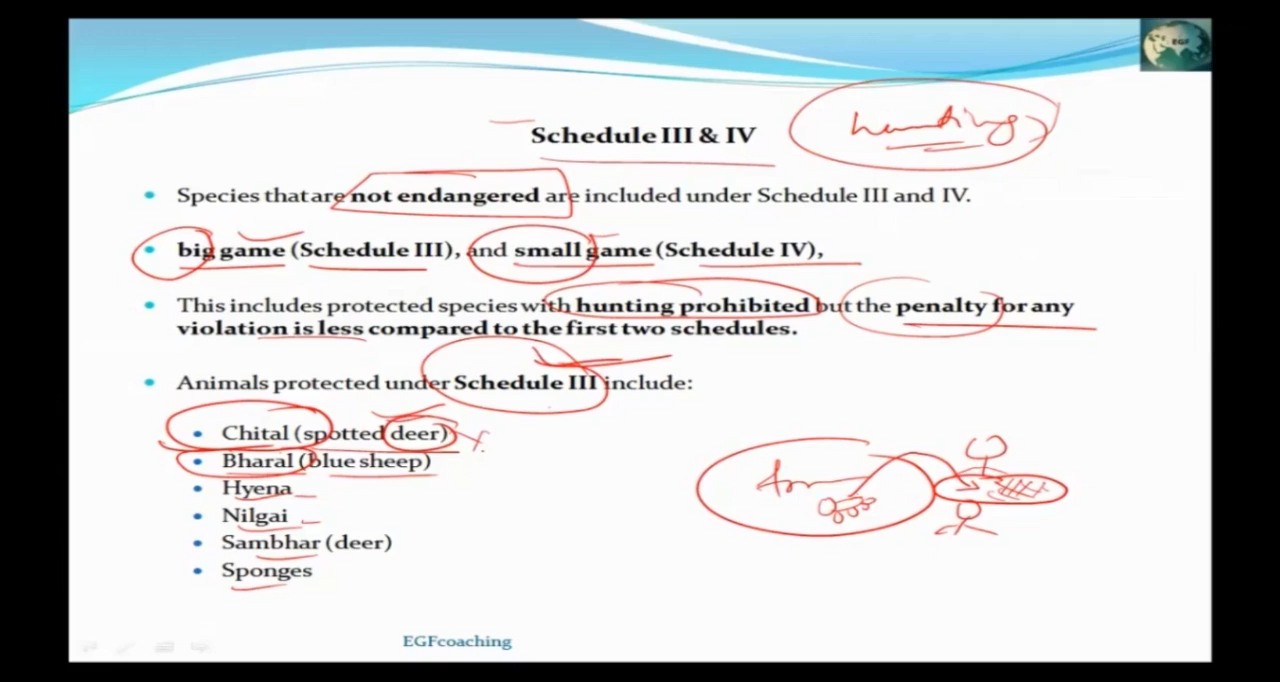 EGF
hunting
Schedule III & IV
Species that are not endangered are included under Schedule III and IV.
big game (Schedule III), and small game (Schedule IV),
This includes protected species with hunting prohibited but the penalty for any
violation is less compared to the first two schedules.
Animals protected under Schedule III include:
Chital (spotted deer)
Bharal (blue sheep)
Hyena
Nilgai
Sambhar (deer)
Sponges
EGFcoaching